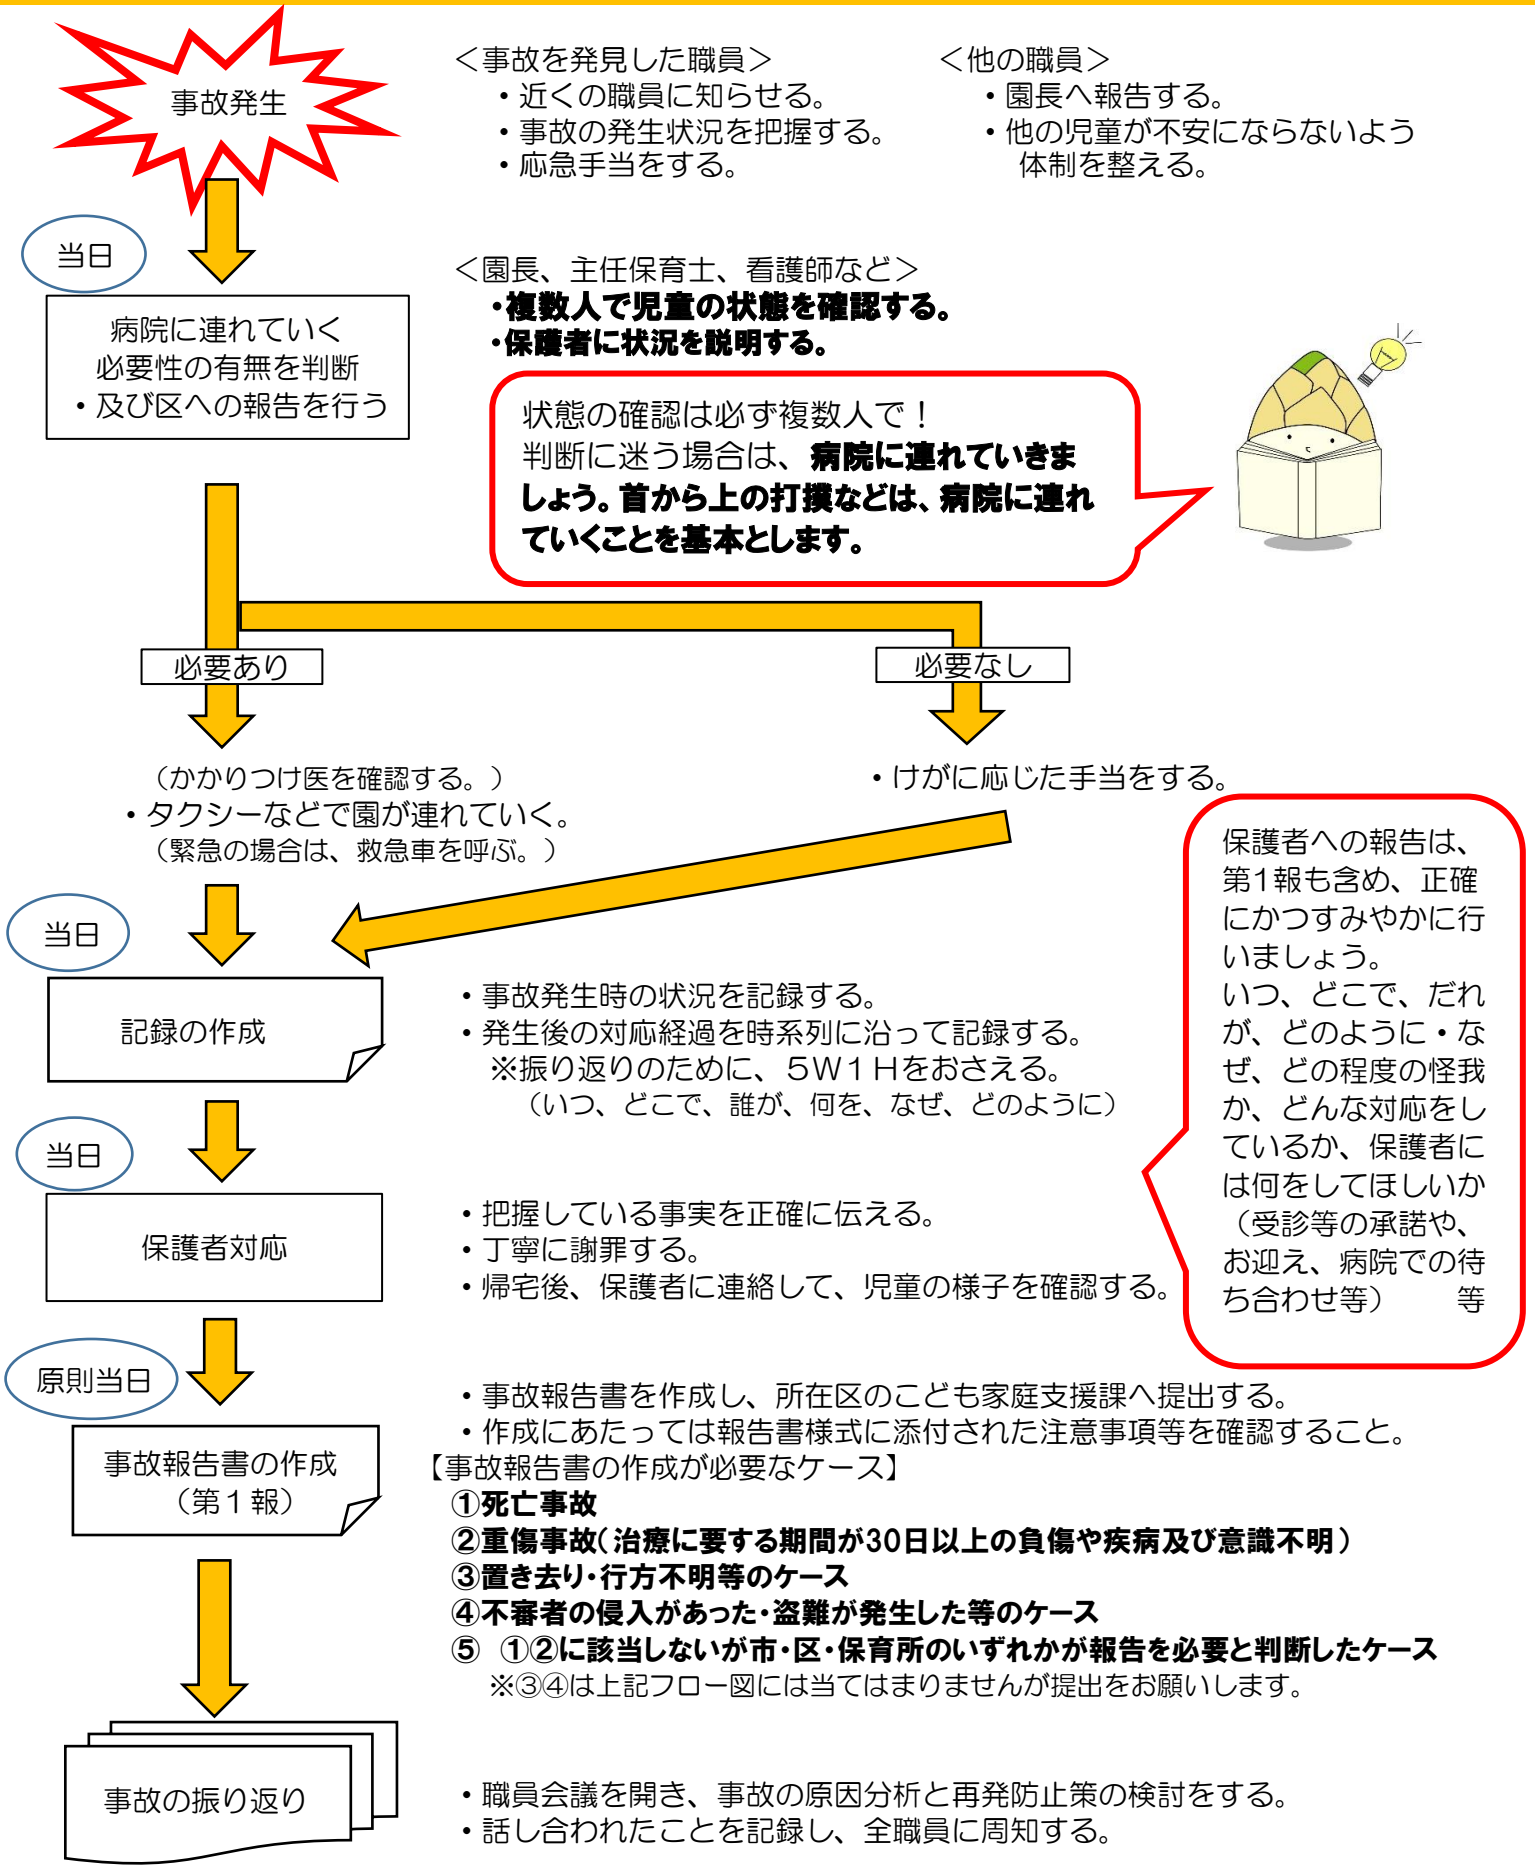 事故発生
＜事故を発見した職員＞
・近くの職員に知らせる。
・事故の発生状況を把握する。
・応急手当をする。
＜他の職員＞
・園長へ報告する。
・他の児童が不安にならないよう
体制を整える。
当日
病院に連れていく
必要性の有無を判断
・及び区への報告を行う
＜園長、主任保育士、看護師など＞
・複数人で児童の状態を確認する。
・保護者に状況を説明する。
状態の確認は必ず複数人で！
判断に迷う場合は、病院に連れていきま
しょう。首から上の打撲などは、病院に連れ
ていくことを基本とします。
必要あり
必要なし
（かかりつけ医を確認する。）
・タクシーなどで園が連れていく。
（緊急の場合は、救急車を呼ぶ。）
・けがに応じた手当をする。
保護者への報告は、
第1報も含め、正確
にかつすみやかに行
いましょう。
いつ、どこで、だれ
が、どのように・な
ぜ、どの程度の怪我
か、どんな対応をし
ているか、保護者に
は何をしてほしいか
（受診等の承諾や、
お迎え、病院での待
ち合わせ等）　　等
当日
記録の作成
・事故発生時の状況を記録する。
・発生後の対応経過を時系列に沿って記録する。
※振り返りのために、５Ｗ１Ｈをおさえる。
（いつ、どこで、誰が、何を、なぜ、どのように）
当日
保護者対応
・把握している事実を正確に伝える。
・丁寧に謝罪する。
・帰宅後、保護者に連絡して、児童の様子を確認する。
原則当日
事故報告書の作成
（第１報）
・事故報告書を作成し、所在区のこども家庭支援課へ提出する。
・作成にあたっては報告書様式に添付された注意事項等を確認すること。
【事故報告書の作成が必要なケース】
①死亡事故
②重傷事故（治療に要する期間が30日以上の負傷や疾病及び意識不明）
③置き去り・行方不明等のケース
④不審者の侵入があった・盗難が発生した等のケース
⑤　①②に該当しないが市・区・保育所のいずれかが報告を必要と判断したケース
※③④は上記フロー図には当てはまりませんが提出をお願いします。
事故の振り返り
・職員会議を開き、事故の原因分析と再発防止策の検討をする。
・話し合われたことを記録し、全職員に周知する。